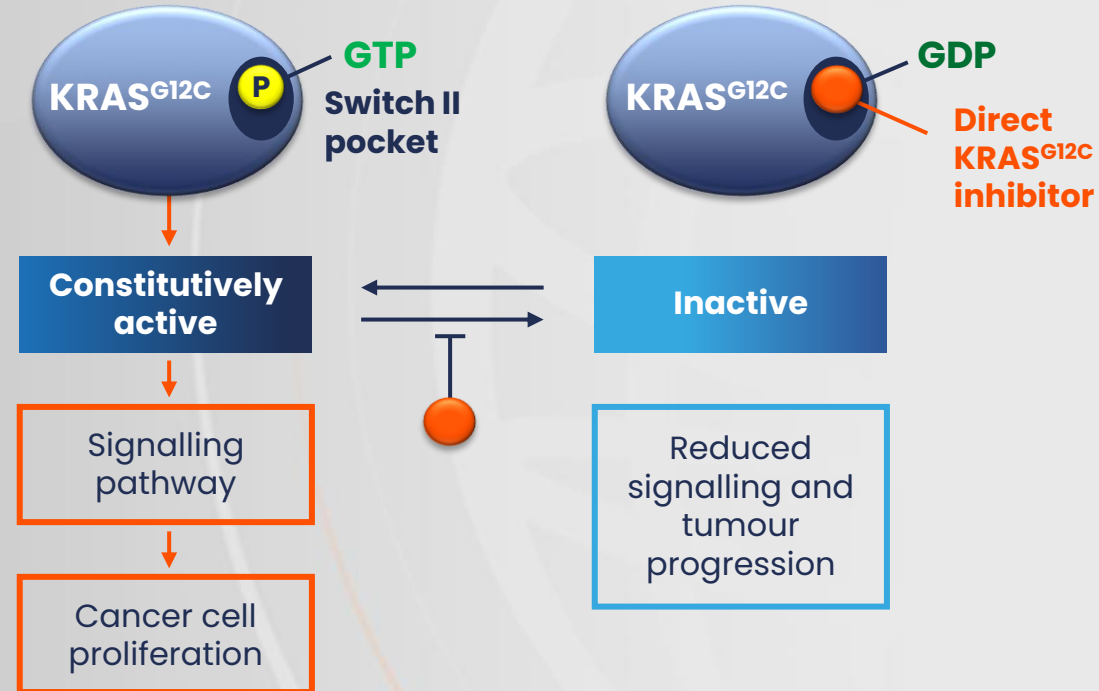 KRASG12C
P
GTP
Switch II
pocket
KRASG12C
GDP
Direct
KRASG12C
inhibitor
Constitutively
active
Inactive
Signalling
pathway
Reduced
signalling and
tumour
progression
Cancer cell
proliferation